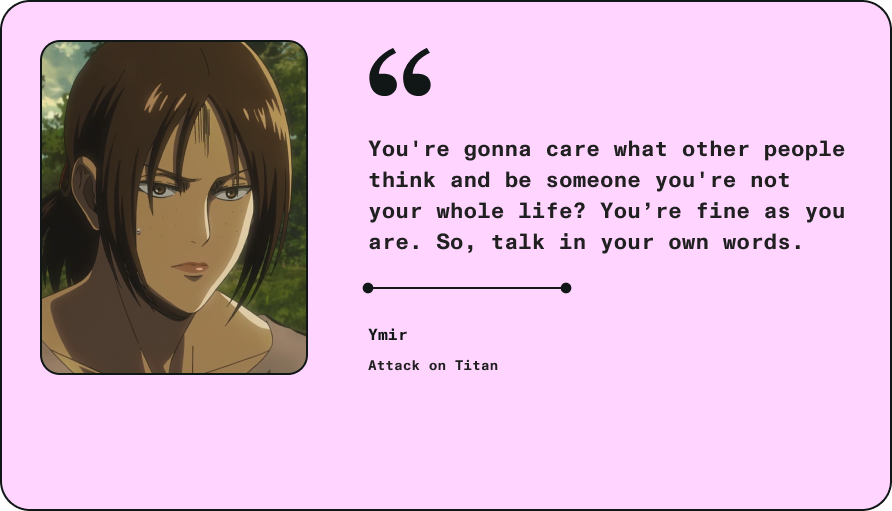 “
You're gonna care what other people
think and be someone you're not
your whole life? You’re fine as you
are. So, talk in your own words.
Ymir
Attack on Titan